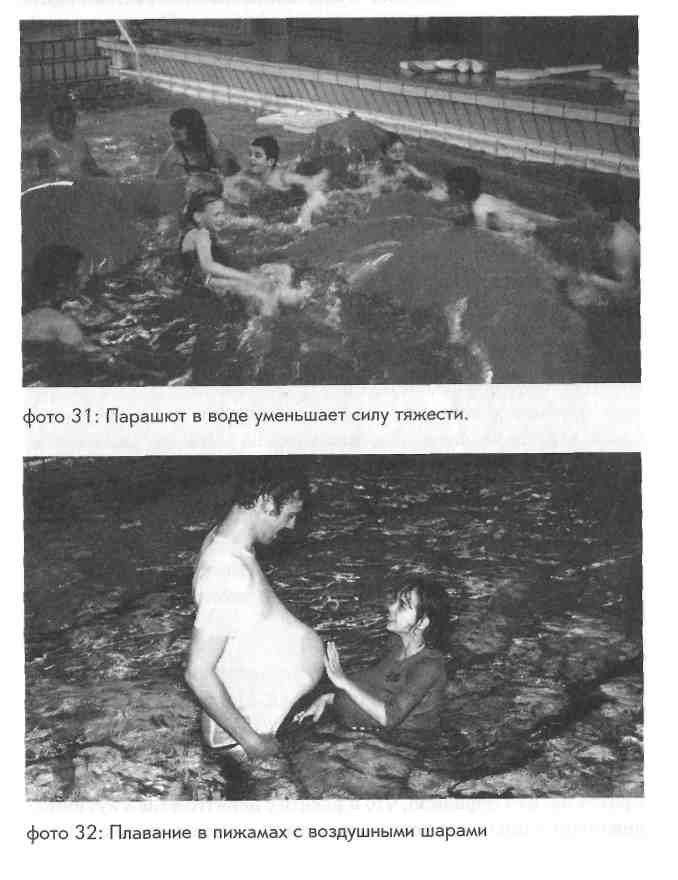 фото 31: Парашют в воде уменьшает силу тяжести.
фото 32: Плавание в пижамах с воздушными шарами